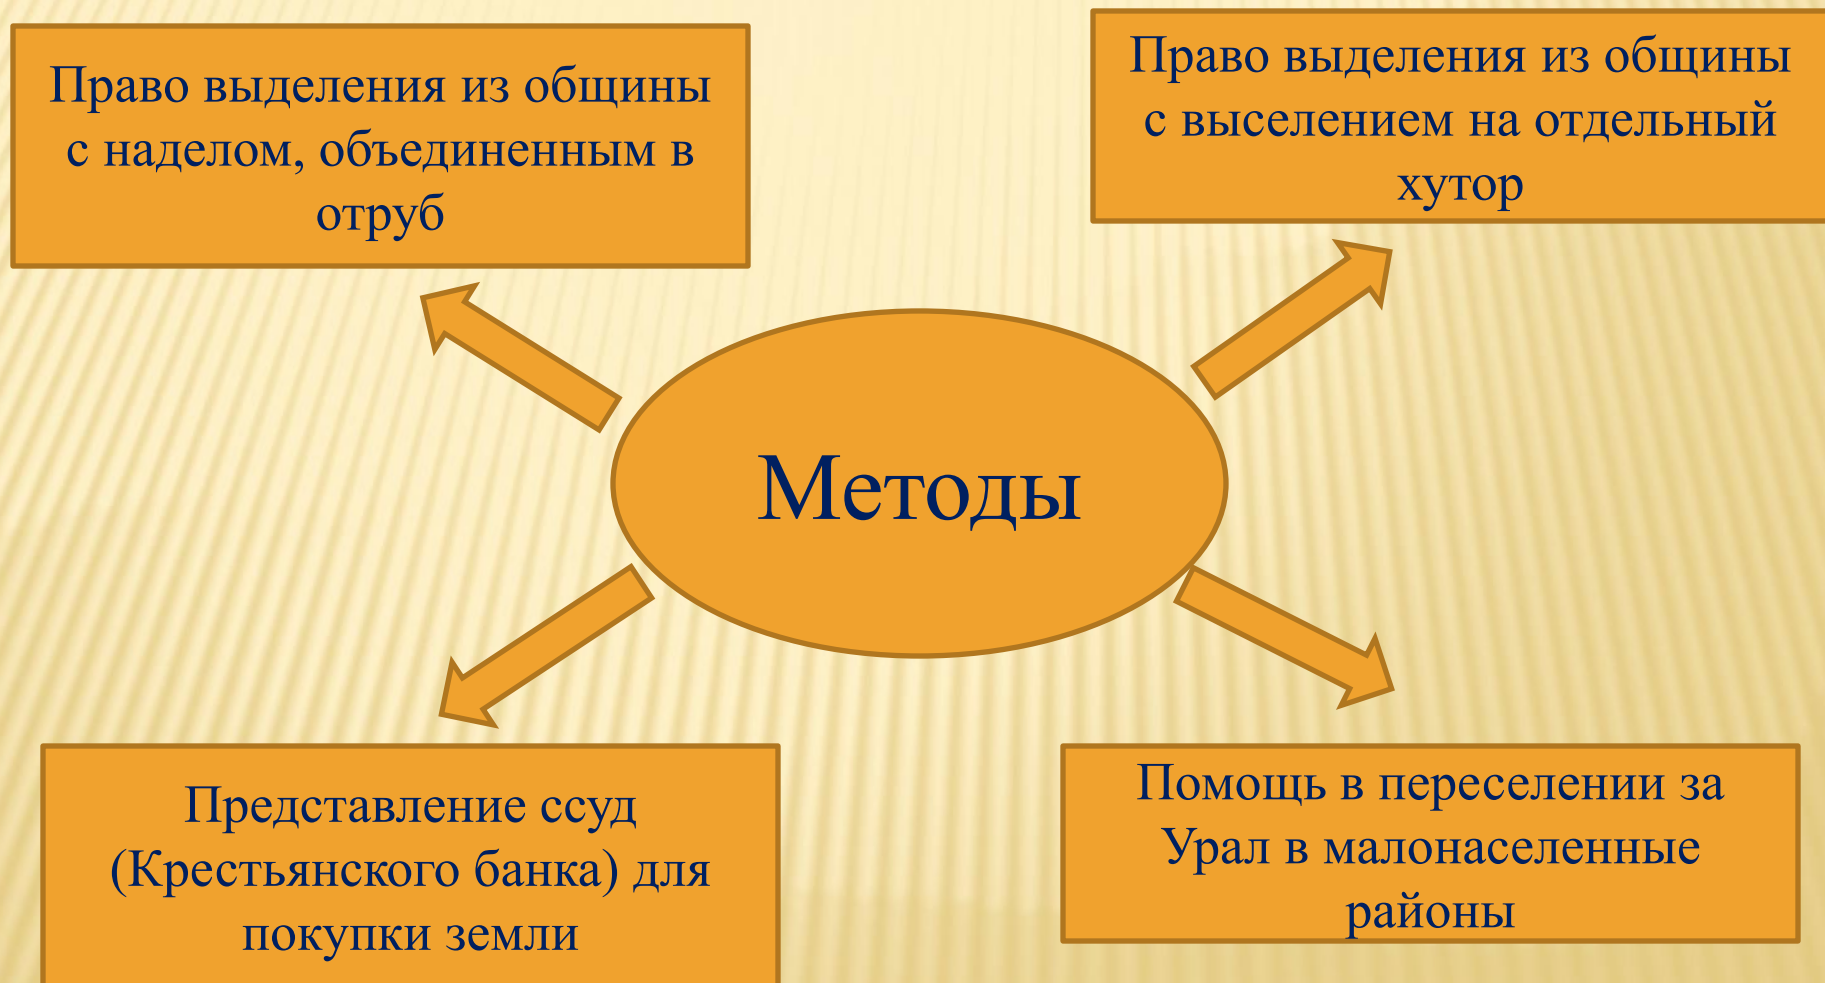 Право выделения из общины
с наделом, объединенным в
отруб
Право выделения из общины
с выселением на отдельный
хутор
Методы
Представление ссуд
(Крестьянского банка) для
покупки земли
Помощь в переселении за
Урал в малонаселенные
районы